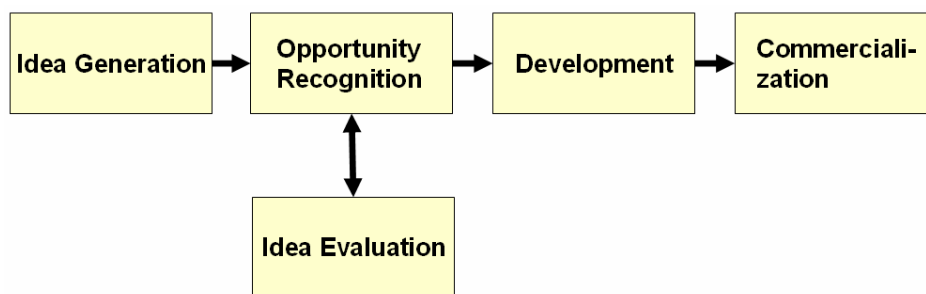 Idea Generation
Opportunity
Recognition
Development
Commerciali-
zation
Idea Evaluation